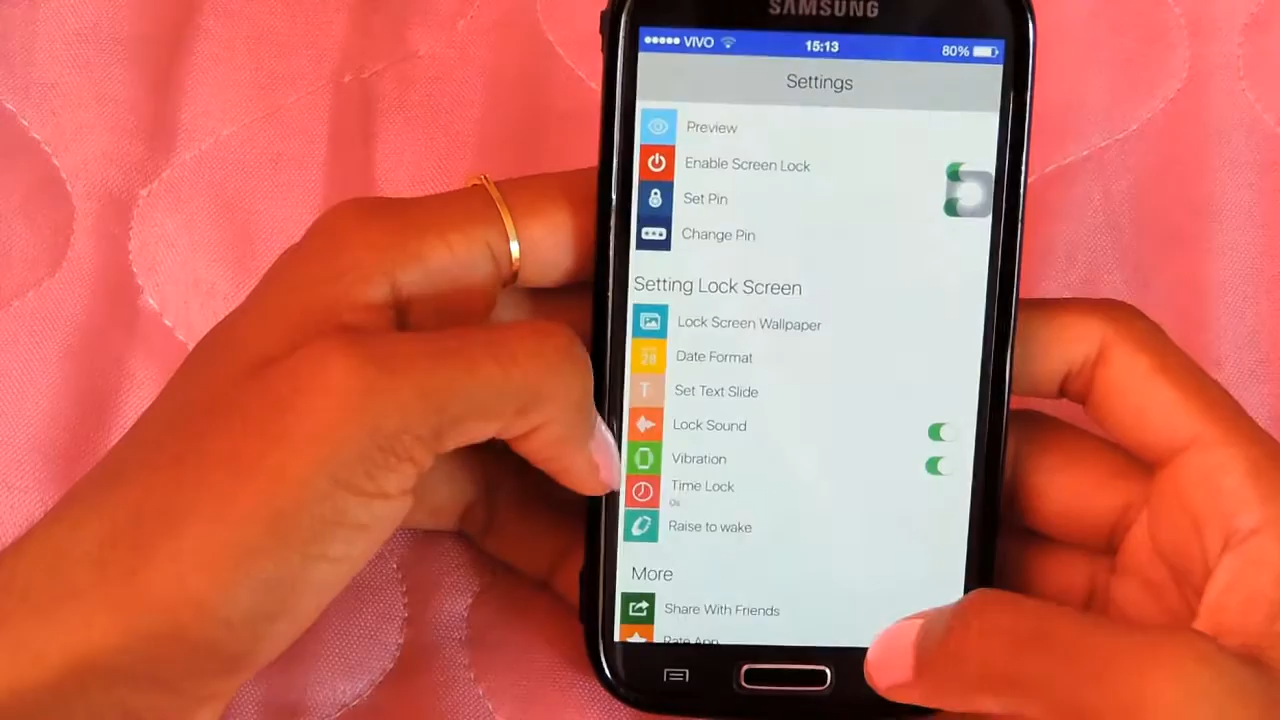 SAMSUNG
VIVO 15:13 80%
Settings
Preview
Enable Screen Lock
Set Pin
Change Pin
Setting Lock Screen
Lock Screen Wallpaper
28 Date Format
T Set Text Slide
Lock Sound
Vibration
Time Lock
0s
Raise to wake
More
Share With Friends
Rate App